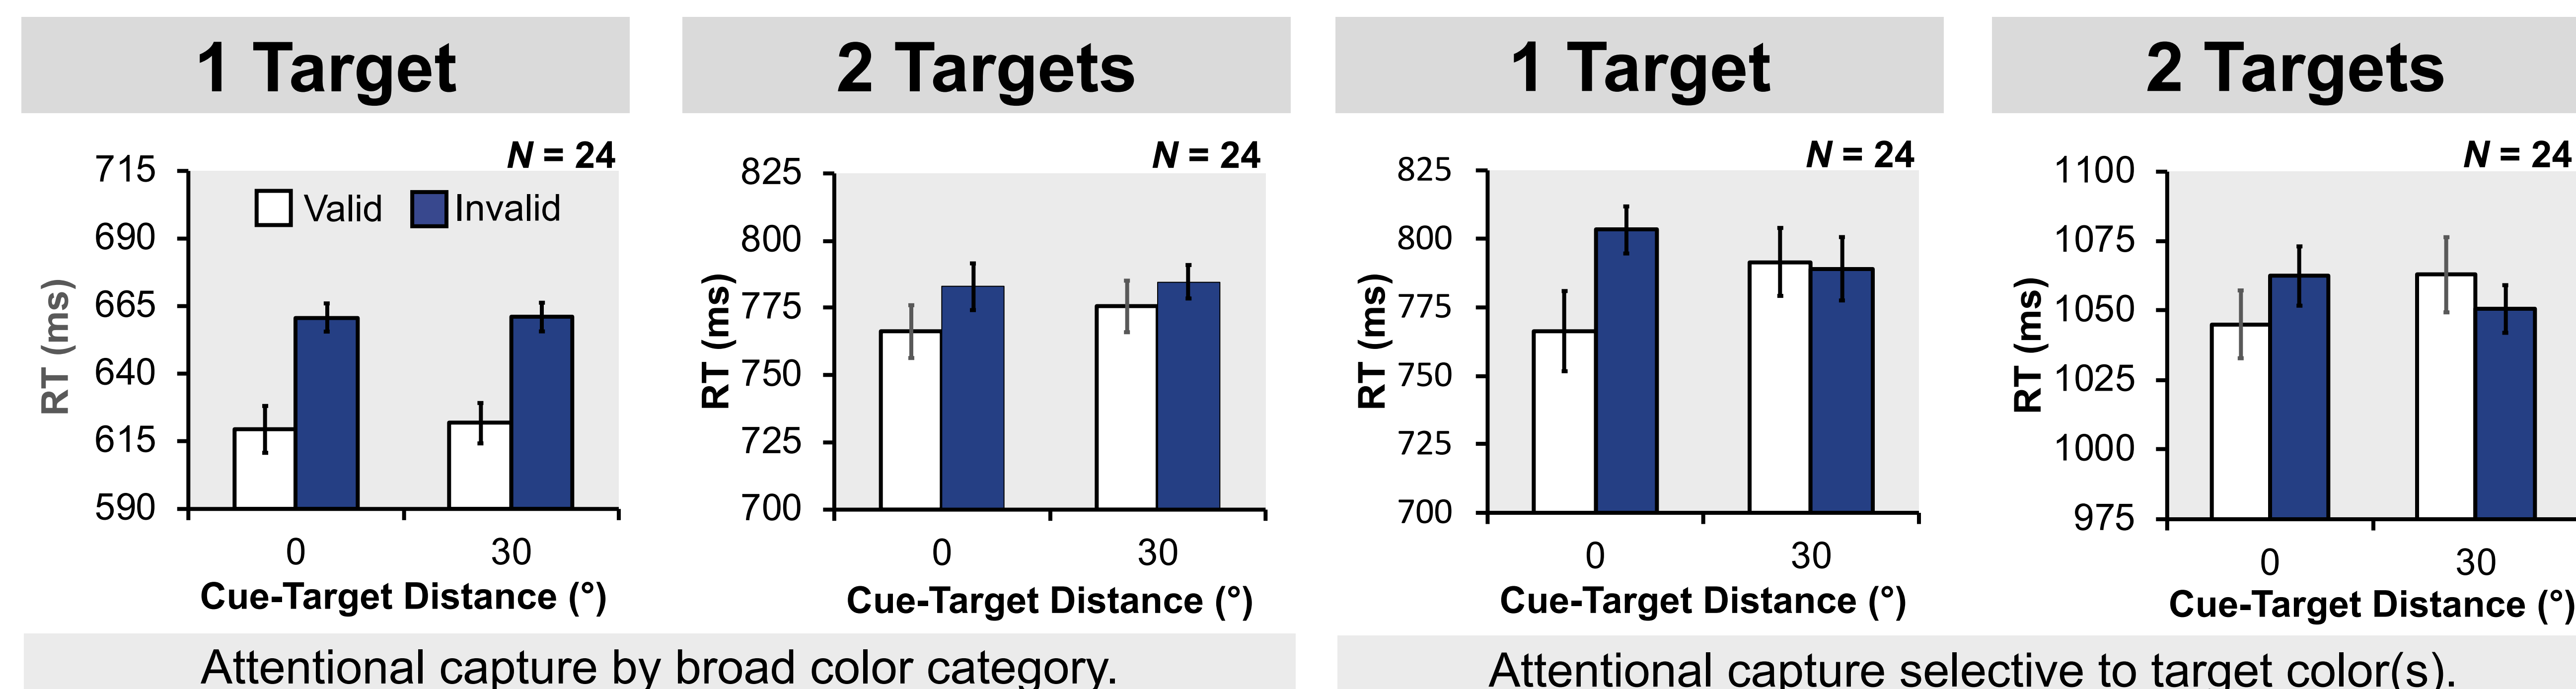 1 Target
2 Targets
1 Target
2 Targets
N = 24
715
690
665
640
615
590
RT (ms)
Valid
Invalid
0
30
Cue-Target Distance (°)
N = 24
825
800
775
750
725
700
RT (ms)
0
30
Cue-Target Distance (°)
N = 24
825
800
775
750
725
700
RT (ms)
0
30
Cue-Target Distance (°)
N = 24
1100
1075
1050
1025
1000
975
RT (ms)
0
30
Cue-Target Distance (°)
Attentional capture by broad color category.
Attentional capture selective to target color(s).